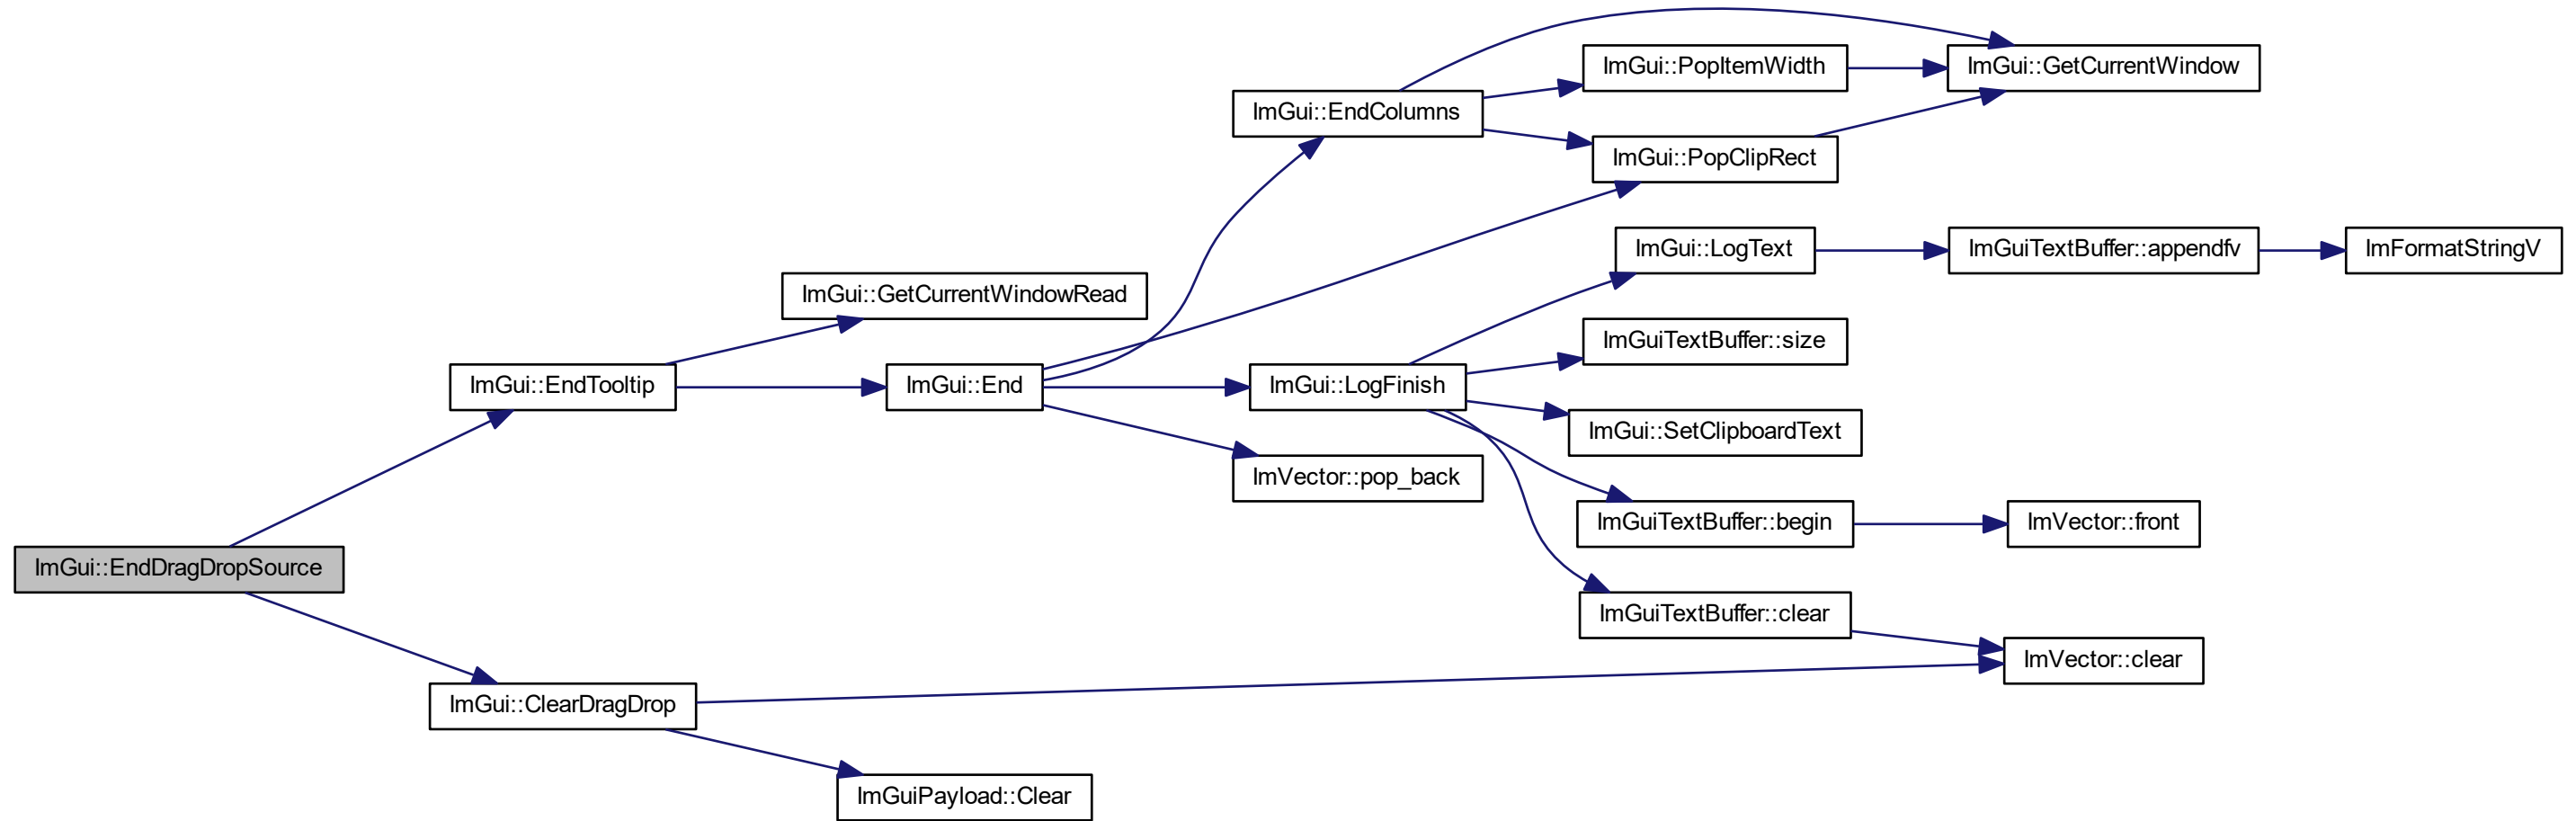 ImGui::EndDragDropSource
ImGui::EndTooltip
ImGui::ClearDragDrop
ImGui::GetCurrentWindowRead
ImGui::End
ImGuiPayload::Clear
ImGui::EndColumns
ImGui::LogFinish
ImVector::pop_back
ImGui::PopItemWidth
ImGui::PopClipRect
ImGui::LogText
ImGuiTextBuffer::size
ImGui::SetClipboardText
ImGuiTextBuffer::begin
ImGuiTextBuffer::clear
ImGui::GetCurrentWindow
ImGuiTextBuffer::appendfv
ImVector::front
ImVector::clear
ImFormatStringV